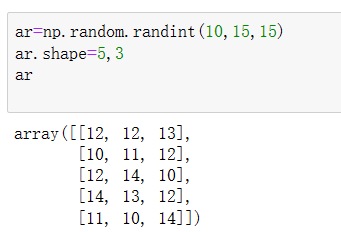 ar=np.random.randint(10,15,15)
ar.shape=5,3
ar
array([[12, 12, 13],
[10, 11, 12],
[12, 14, 10],
[14, 13, 12],
[11, 10, 14]])